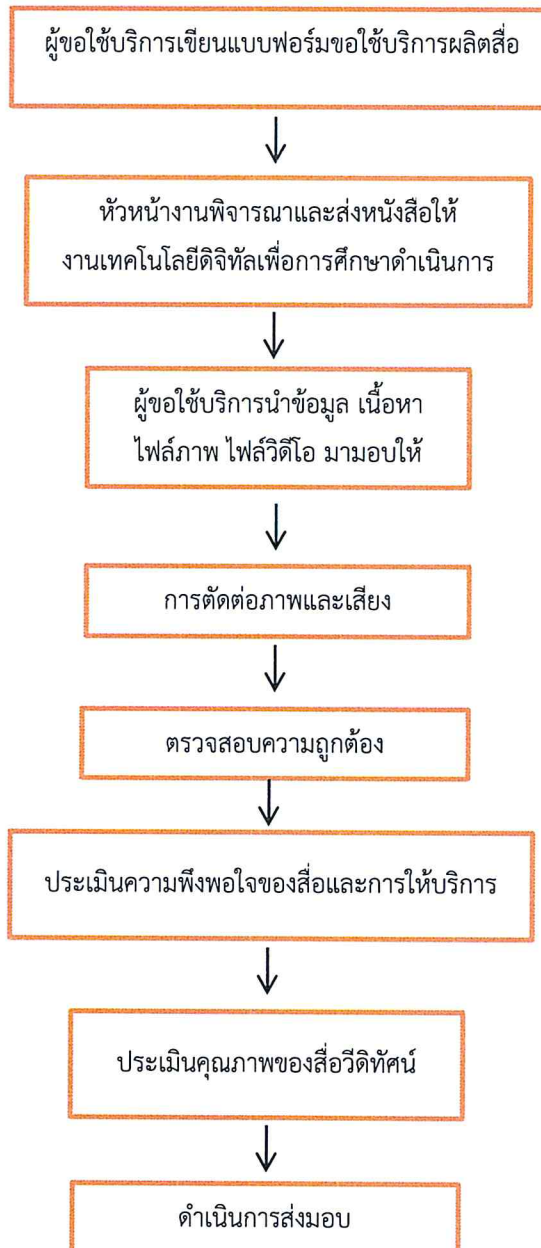 ผู้ขอใช้บริการเขียนแบบฟอร์มขอใช้บริการผลิตสื่อ
หัวหน้างานพิจารณาและส่งหนังสือให้
งานเทคโนโลยีดิจิทัลเพื่อการศึกษาดำเนินการ
ผู้ขอใช้บริการนำข้อมูล เนื้อหา
ไฟล์ภาพ ไฟล์วิดีโอ มามอบให้
การตัดต่อภาพและเสียง
ตรวจสอบความถูกต้อง
ประเมินความพึงพอใจของสื่อและการให้บริการ
ประเมินคุณภาพของสื่อวีดิทัศน์
ดำเนินการส่งมอบ